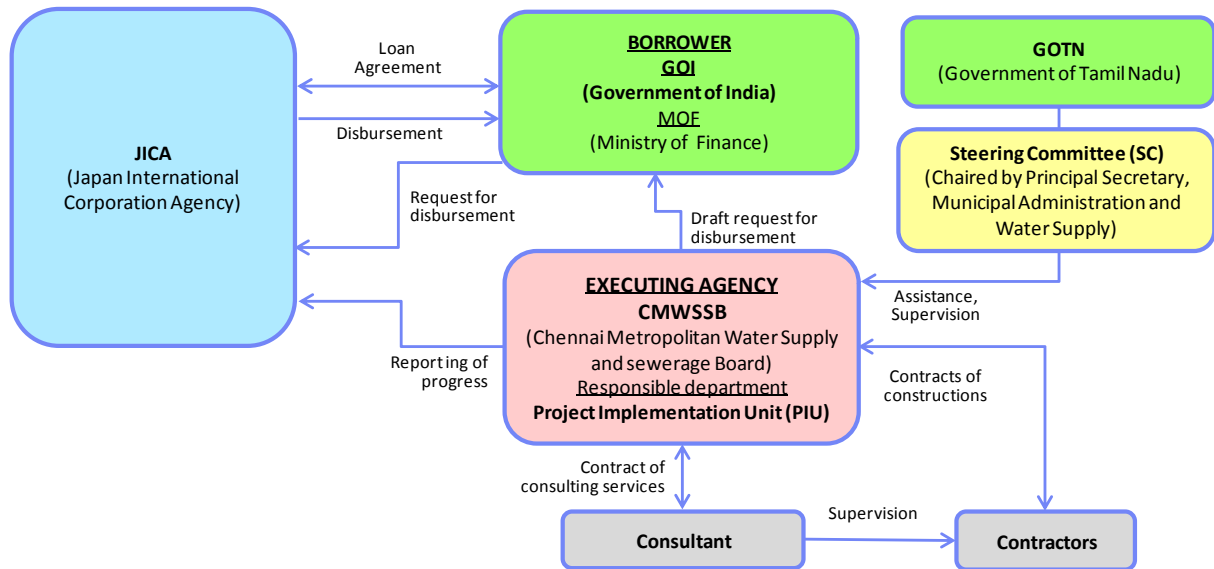 JICA
(Japan International
Corporation Agency)
Loan
Agreement
Disbursement
Request for
disbursement
Reporting of
progress
BORROWER
GOI
(Government of India)
MOF
(Ministry of Finance)
Draft request for
disbursement
EXECUTING AGENCY
CMWSSB
(Chennai Metropolitan Water Supply
and sewerage Board)
Responsible department
Project Implementation Unit (PIU)
GOTN
(Government of Tamil Nadu)
Steering Committee (SC)
(Chaired by Principal Secretary,
Municipal Administration and
Water Supply)
Assistance,
Supervision
Contracts of
constructions
Contract of
consulting services
Consultant
Supervision
Contractors